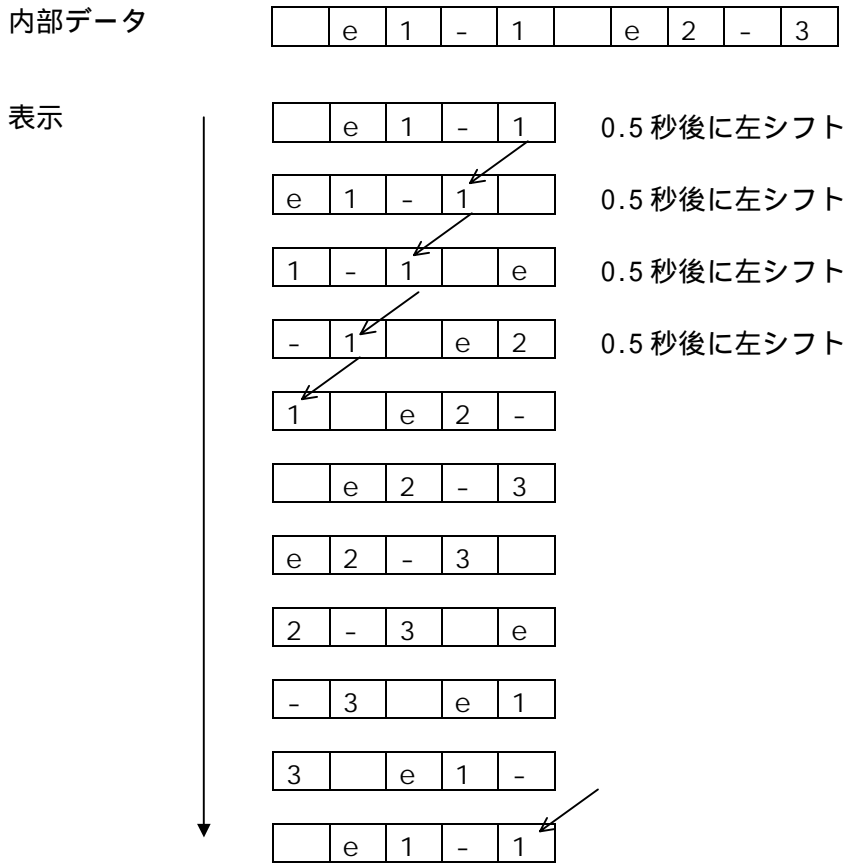 内部データ e 1 - 1 e 2 - 3
表示 e 1 - 1 0.5 秒後に左シフト
e 1 - 1 0.5 秒後に左シフト
1 - 1 e 0.5 秒後に左シフト
- 1 e 2 0.5 秒後に左シフト
1 e 2 -
e 2 - 3
e 2 - 3
2 - 3 e
- 3 e 1
3 e 1 -
e 1 - 1